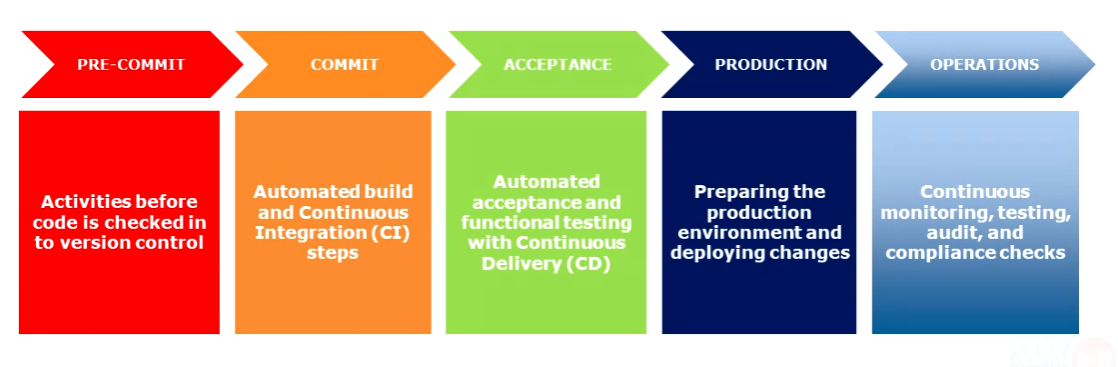 PRE-COMMIT
COMMIT
ACCEPTANCE
PRODUCTION
OPERATIONS
Activities before
code is checked in
to version control
Automated build
and Continuous
Integration (CI)
steps
Automated
acceptance and
functional testing
with Continuous
Delivery (CD)
Preparing the
production
environment and
deploying changes
Continuous
monitoring, testing,
audit, and
compliance checks